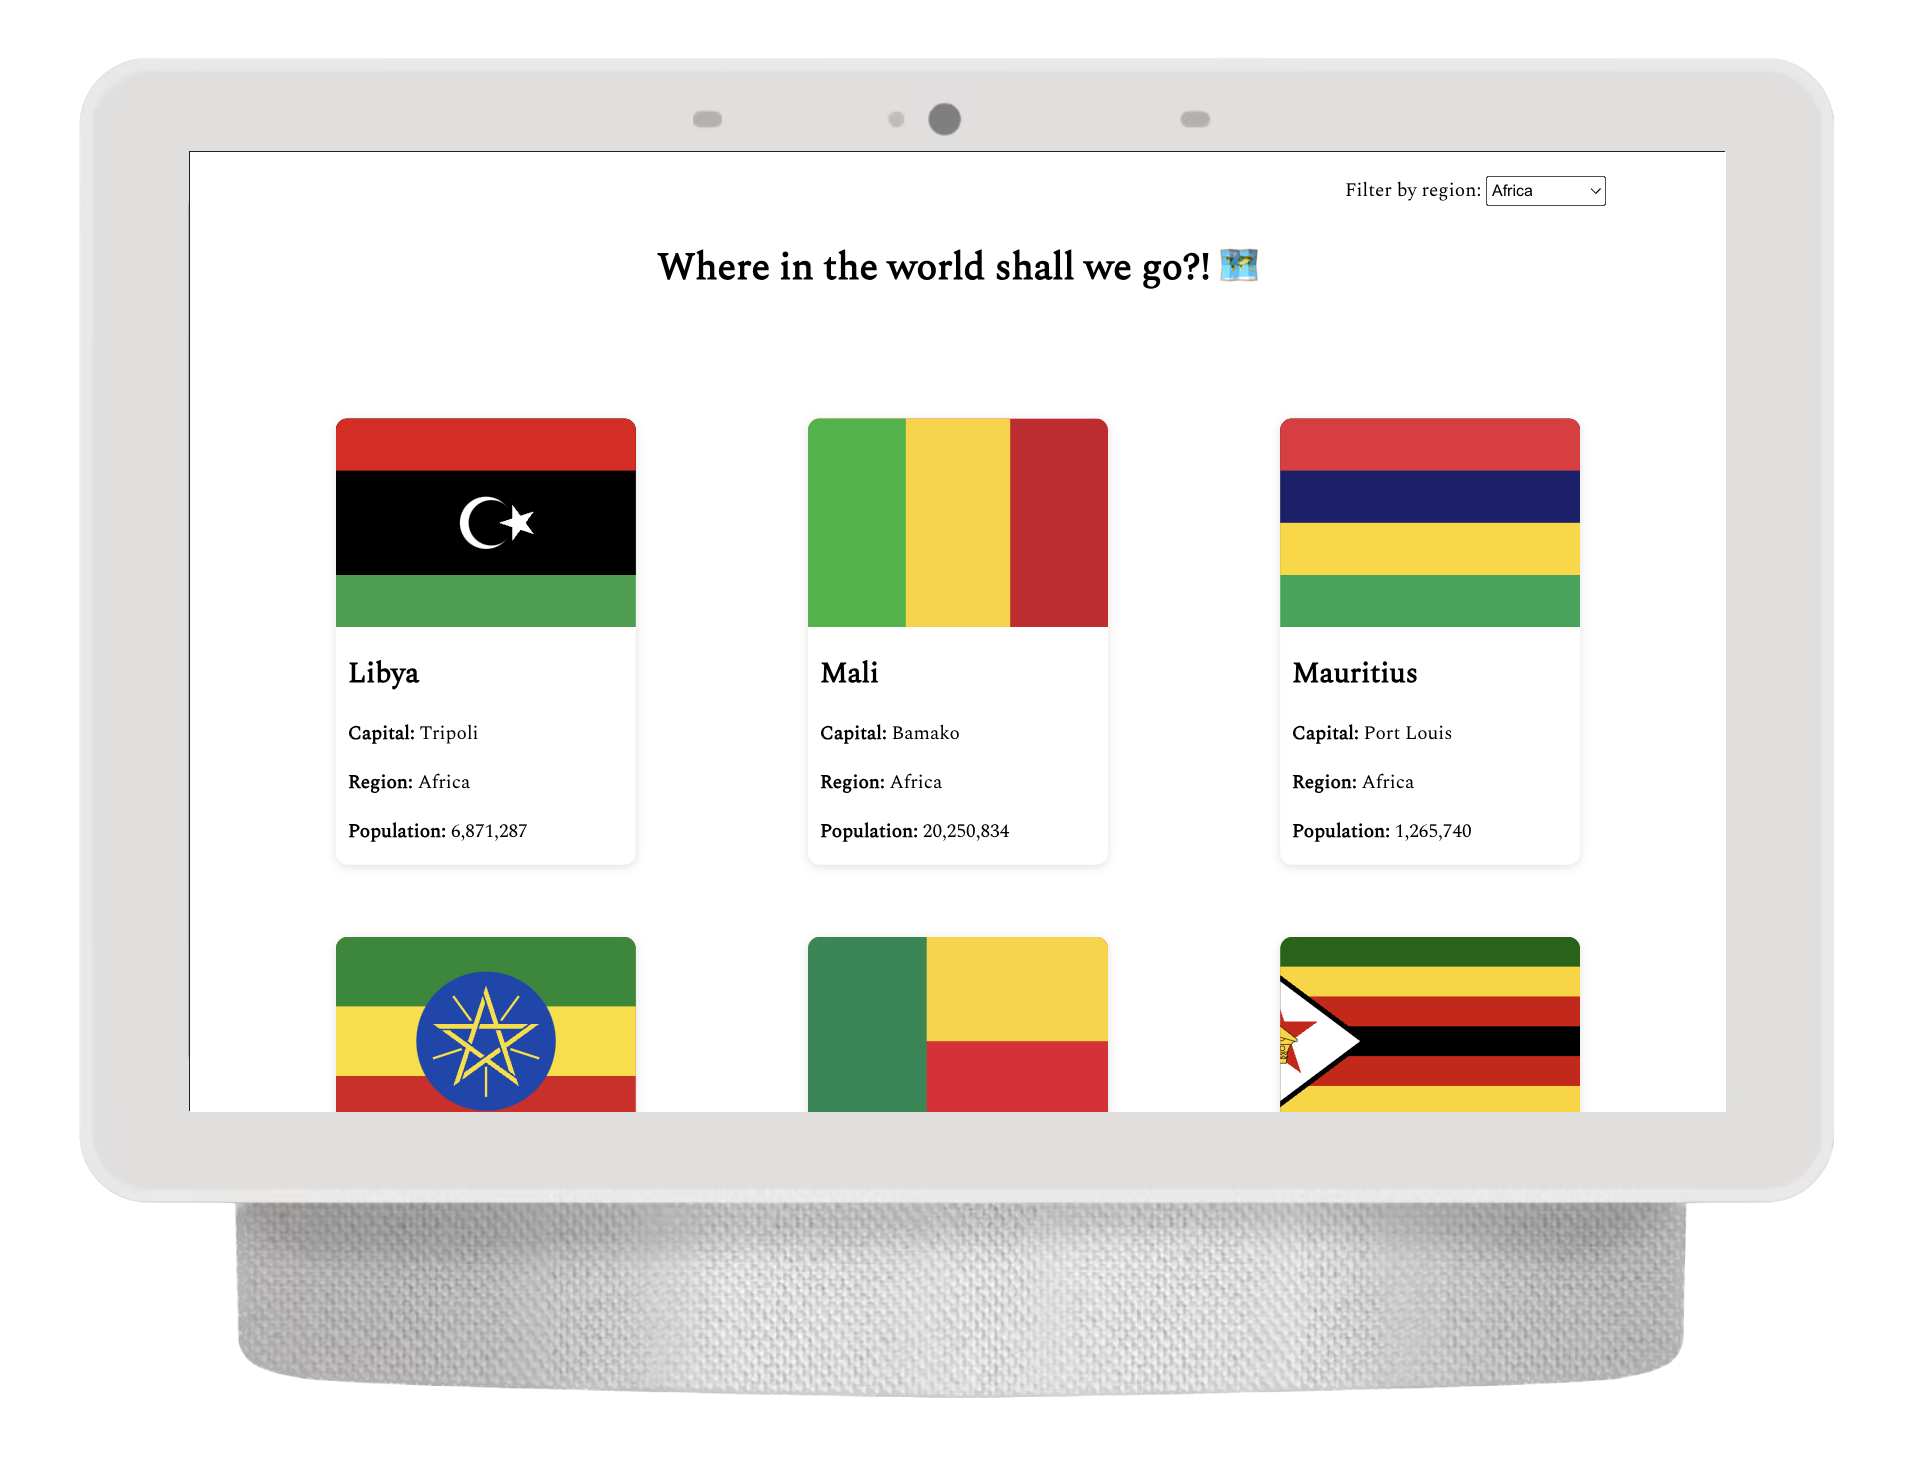 Filter by region: Africa
Where in the world shall we go?! 🗺️
Libya
Capital: Tripoli
Region: Africa
Population: 6,871,287
Mali
Capital: Bamako
Region: Africa
Population: 20,250,834
Mauritius
Capital: Port Louis
Region: Africa
Population: 1,265,740